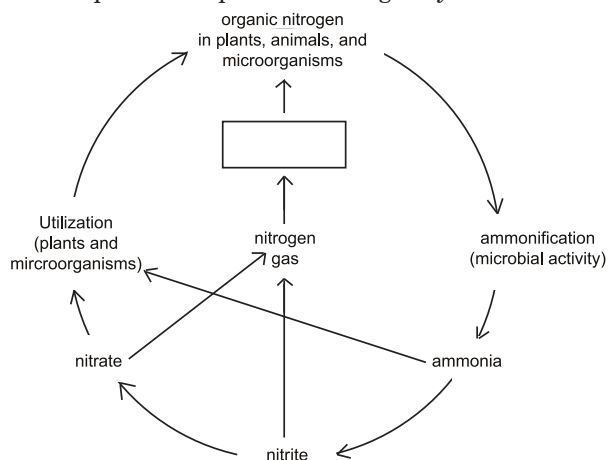 organic nitrogen
in plants, animals, and
microorganisms
Utilization
(plants and
mircroorganisms)
nitrogen
gas
ammonification
(microbial activity)
nitrate
ammonia
nitrite